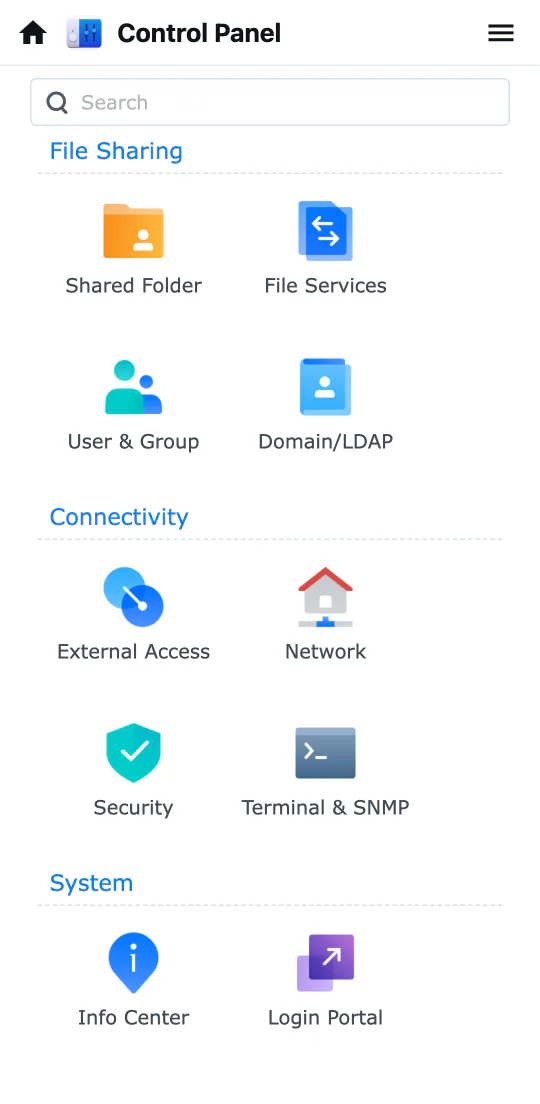 Control Panel
Search
File Sharing
Shared Folder
File Services
User & Group
Domain/LDAP
Connectivity
External Access
Network
Security
Terminal & SNMP
System
Info Center
Login Portal